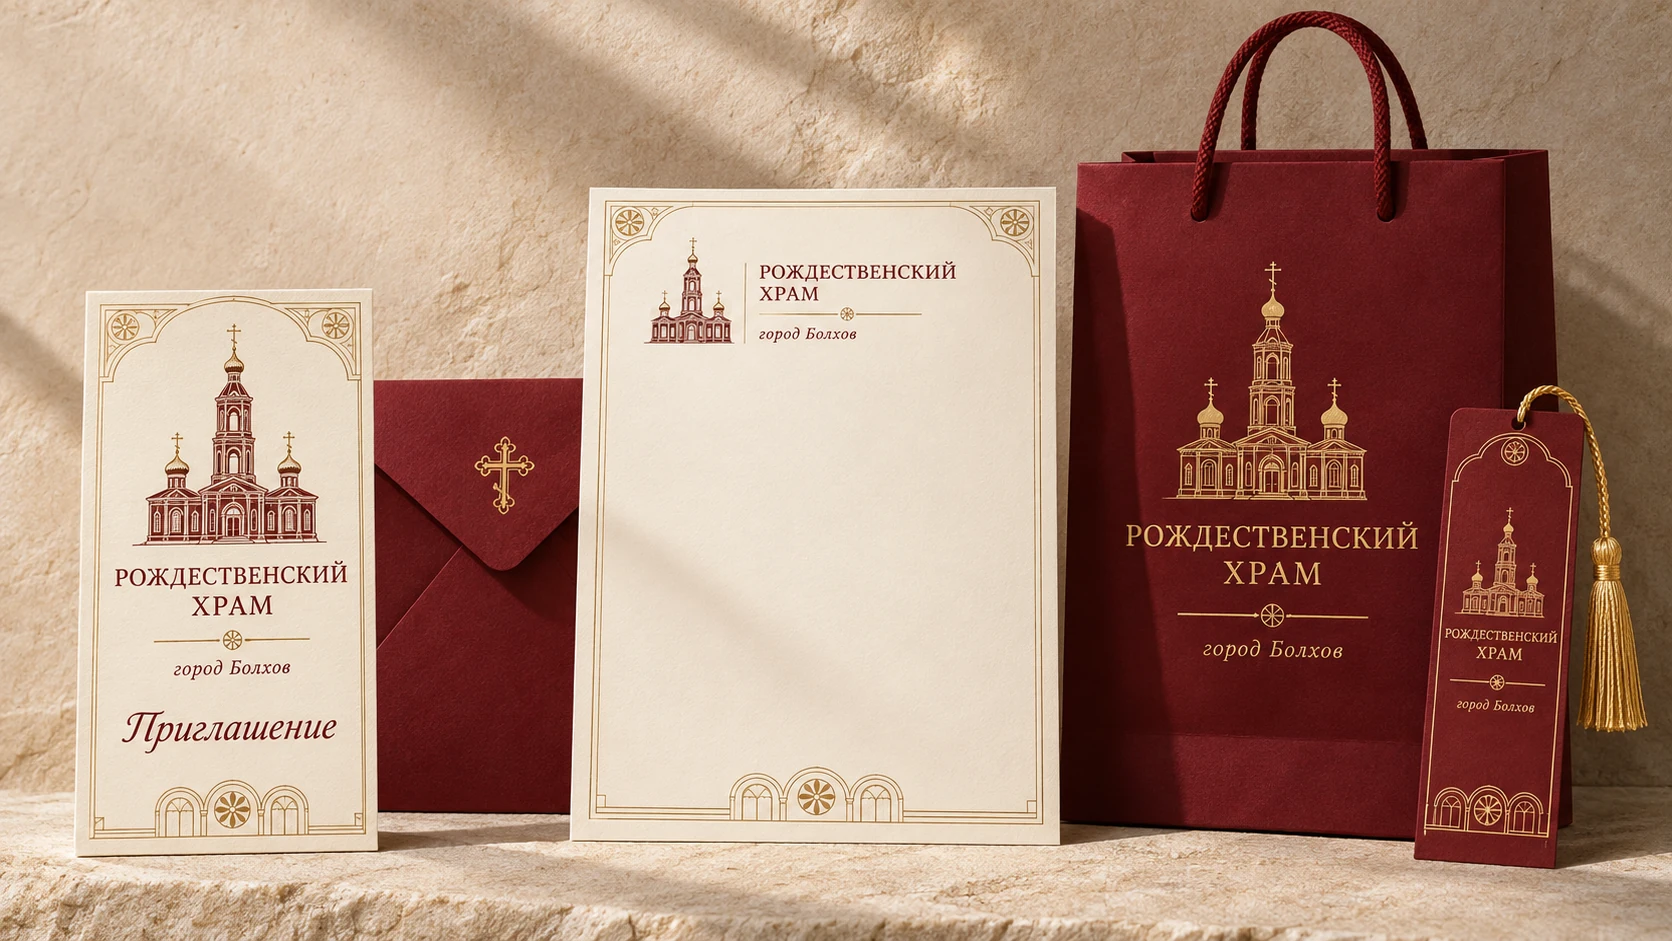 РОЖДЕСТВЕНСКИЙ
ХРАМ
город Болхов
Приглашение
РОЖДЕСТВЕНСКИЙ
ХРАМ
город Болхов
РОЖДЕСТВЕНСКИЙ
ХРАМ
город Болхов
РОЖДЕСТВЕНСКИЙ
ХРАМ
город Болхов